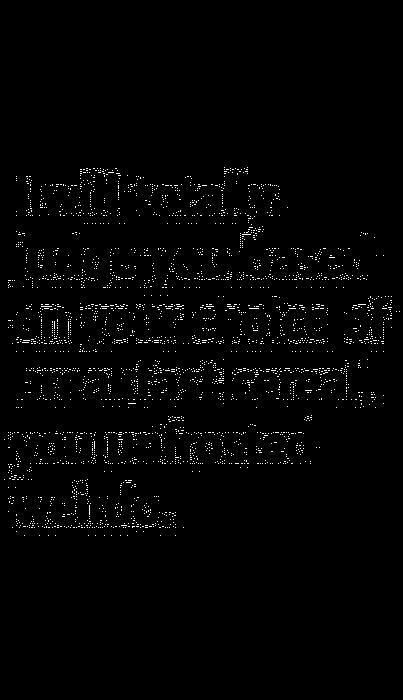 I will totally
judge you based
on your choice of
breakfast cereal,
you unfrosted
weirdo.